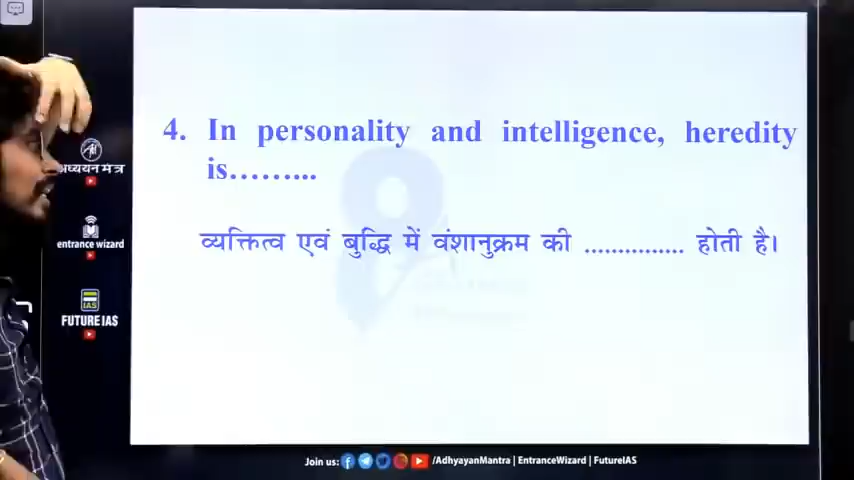 4. In personality and intelligence, heredity
is.........
व्यक्तित्व एवं बुद्धि में वंशानुक्रम की ............... होती है।
अध्ययन मंत्र
entrance wizard
IAS
FUTURE IAS
Join us: /AdhyayanMantra | EntranceWizard | FutureIAS